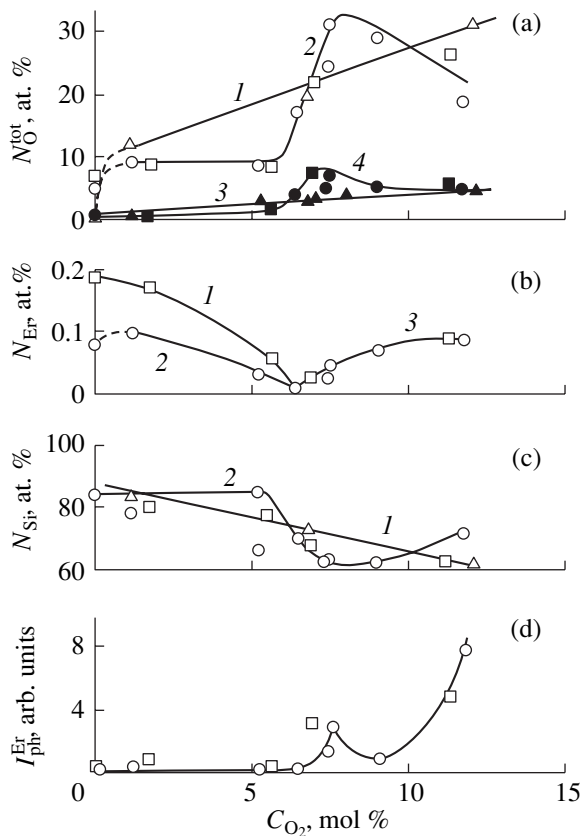 (a)
30
20
10
0
N_O^tot, at. %
1
2
3
4
(b)
0.2
0.1
0
N_Er, at. %
1
2
3
(c)
100
80
60
N_Si, at. %
2
1
(d)
8
4
0
I_ph^Er, arb. units
5
10
15
C_O2, mol %